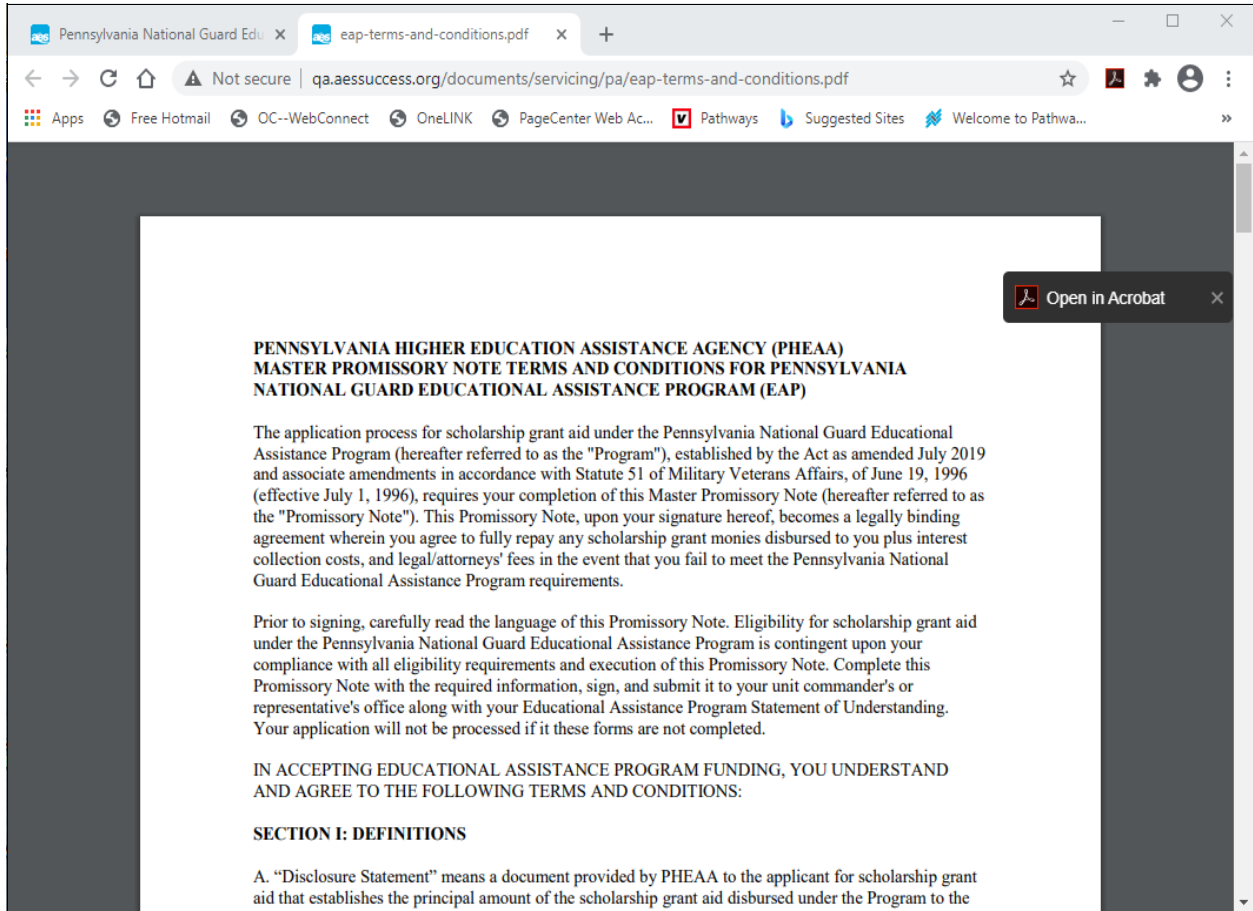 Pennsylvania National Guard Edu
eap-terms-and-conditions.pdf
Not secure | qa.aessuccess.org/documents/servicing/pa/eap-terms-and-conditions.pdf
Apps Free Hotmail OC--WebConnect OneLINK PageCenter Web Ac... Pathways Suggested Sites Welcome to Pathwa... »
Open in Acrobat
PENNSYLVANIA HIGHER EDUCATION ASSISTANCE AGENCY (PHEAA)
MASTER PROMISSORY NOTE TERMS AND CONDITIONS FOR PENNSYLVANIA
NATIONAL GUARD EDUCATIONAL ASSISTANCE PROGRAM (EAP)
The application process for scholarship grant aid under the Pennsylvania National Guard Educational
Assistance Program (hereafter referred to as the "Program"), established by the Act as amended July 2019
and associate amendments in accordance with Statute 51 of Military Veterans Affairs, of June 19, 1996
(effective July 1, 1996), requires your completion of this Master Promissory Note (hereafter referred to as
the "Promissory Note"). This Promissory Note, upon your signature hereof, becomes a legally binding
agreement wherein you agree to fully repay any scholarship grant monies disbursed to you plus interest
collection costs, and legal/attorneys' fees in the event that you fail to meet the Pennsylvania National
Guard Educational Assistance Program requirements.
Prior to signing, carefully read the language of this Promissory Note. Eligibility for scholarship grant aid
under the Pennsylvania National Guard Educational Assistance Program is contingent upon your
compliance with all eligibility requirements and execution of this Promissory Note. Complete this
Promissory Note with the required information, sign, and submit it to your unit commander's or
representative's office along with your Educational Assistance Program Statement of Understanding.
Your application will not be processed if it these forms are not completed.
IN ACCEPTING EDUCATIONAL ASSISTANCE PROGRAM FUNDING, YOU UNDERSTAND
AND AGREE TO THE FOLLOWING TERMS AND CONDITIONS:
SECTION I: DEFINITIONS
A. “Disclosure Statement” means a document provided by PHEAA to the applicant for scholarship grant
aid that establishes the principal amount of the scholarship grant aid disbursed under the Program to the